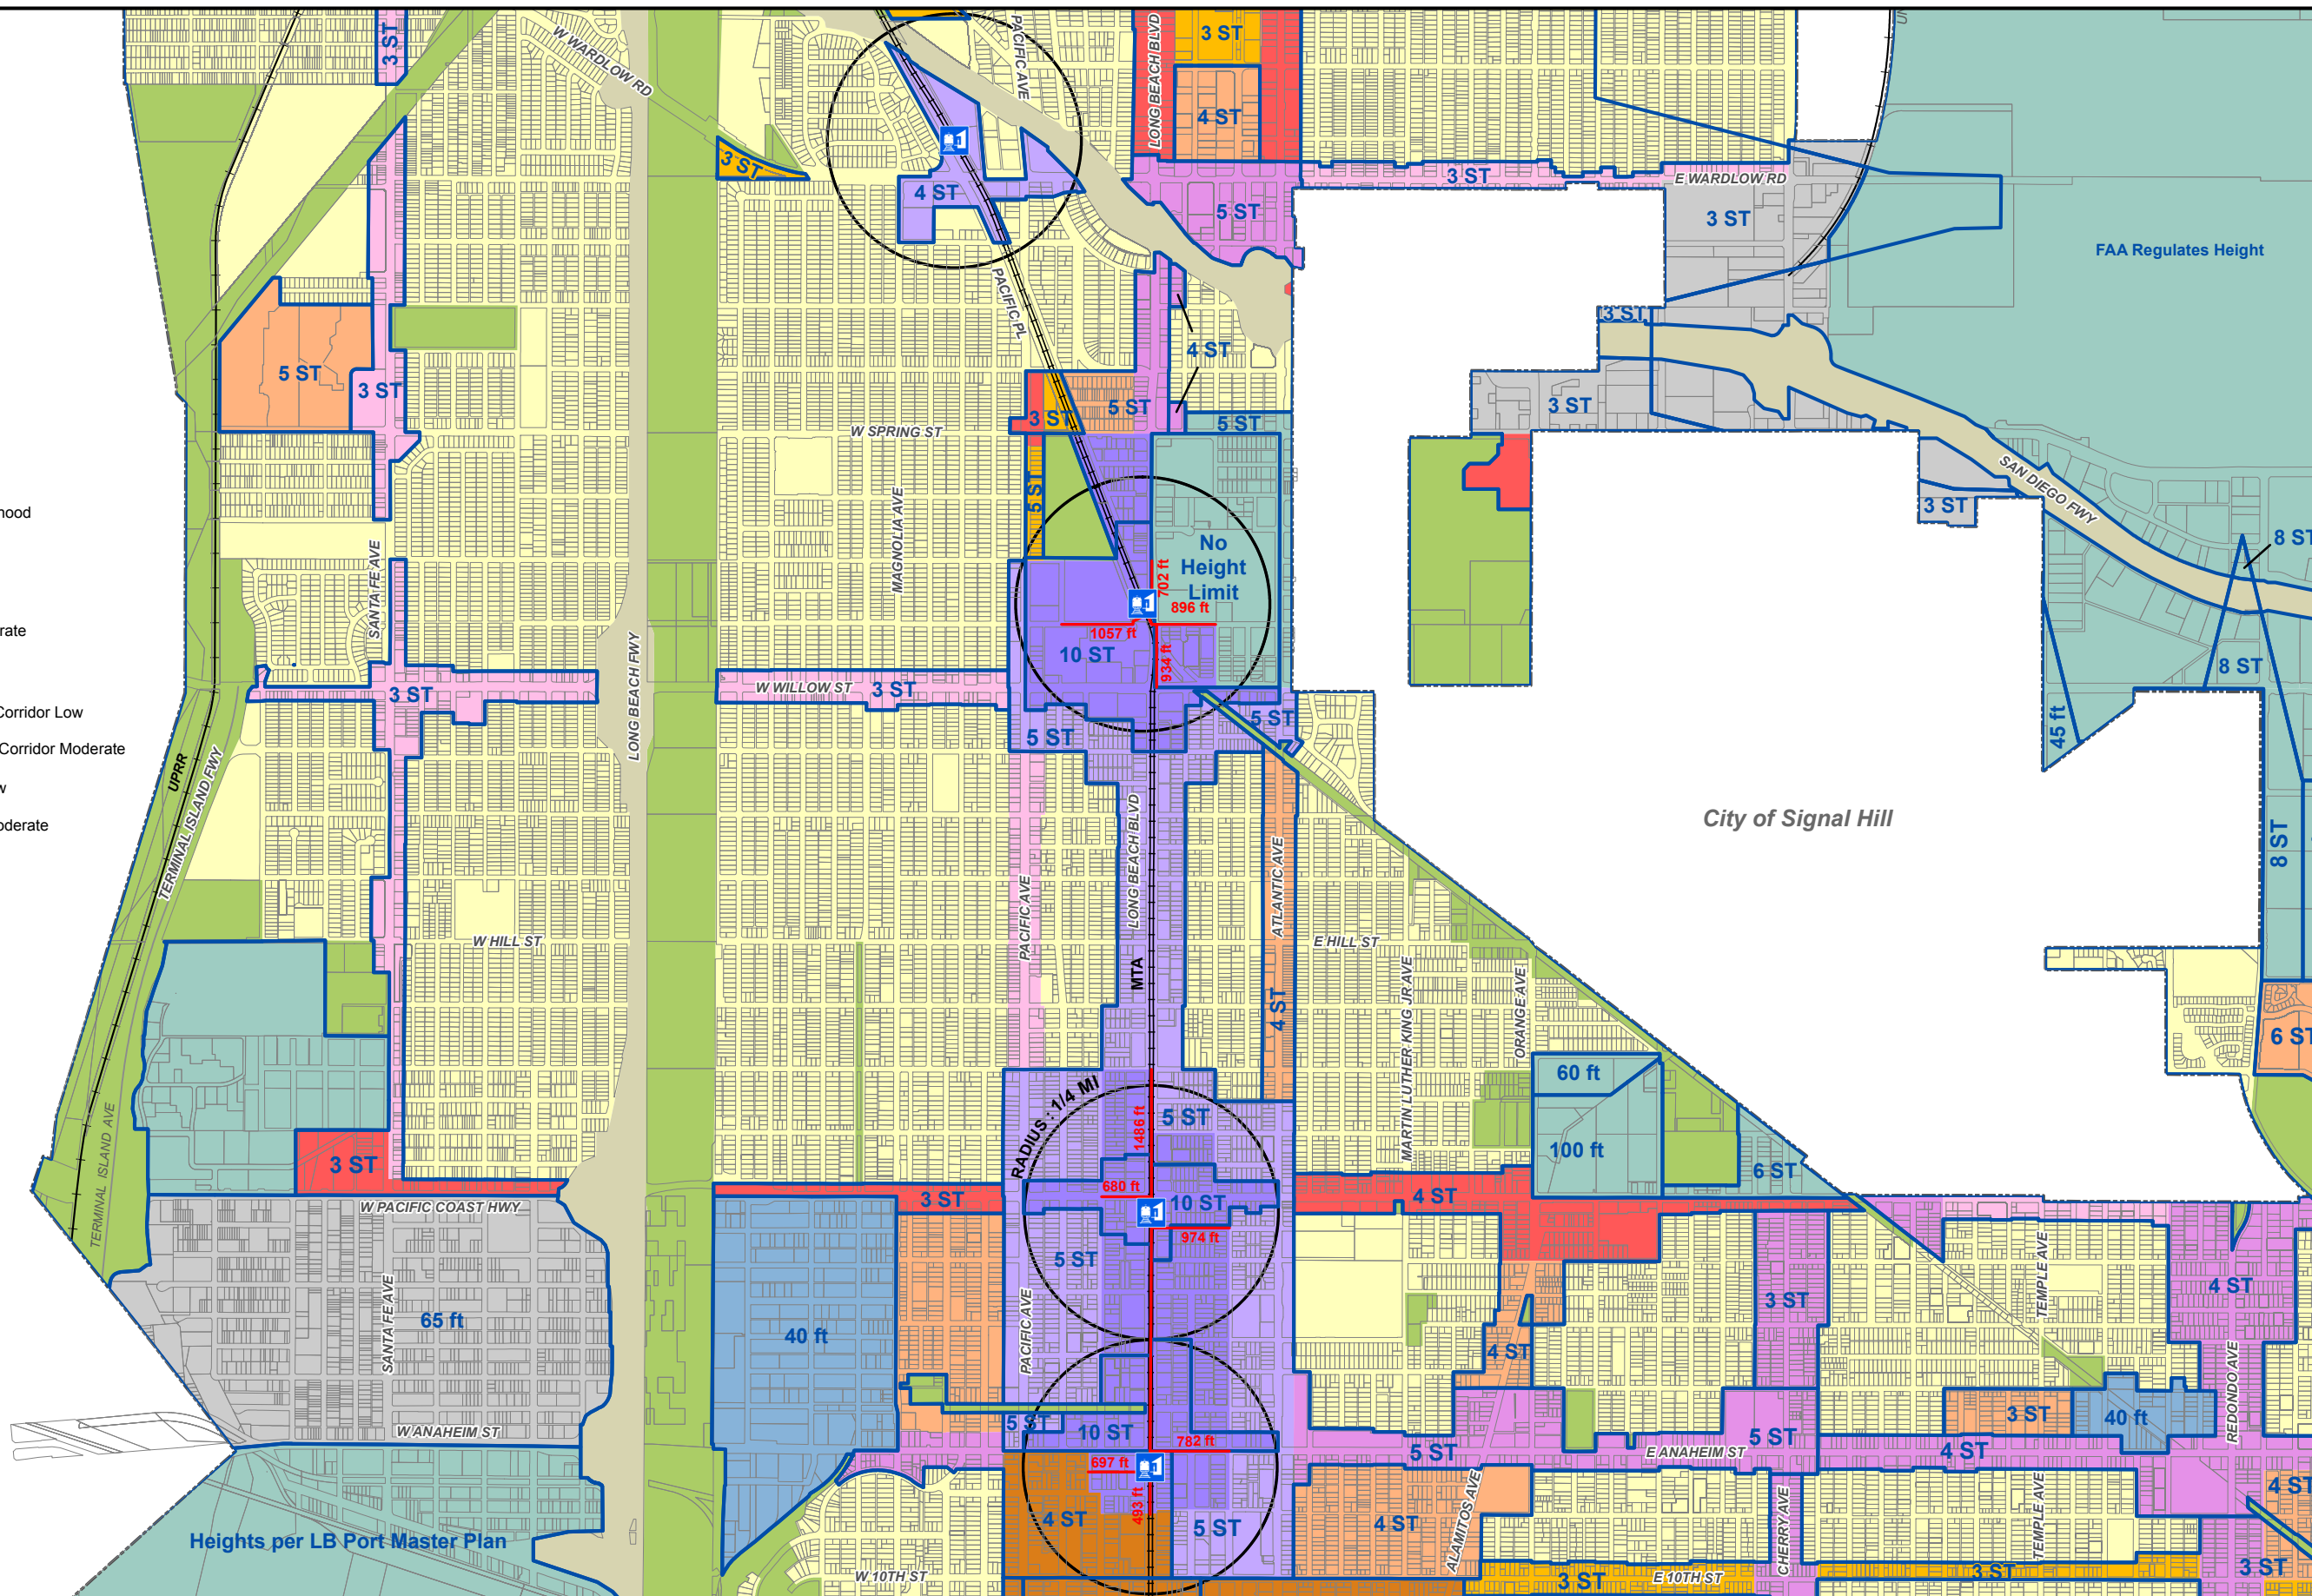 3 ST
W WARDLOW RD
PACIFIC AVE
LONG BEACH BLVD
3 ST
4 ST
3 ST
4 ST
5 ST
3 ST
E WARDLOW RD
3 ST
FAA Regulates Height
PACIFIC PL
4 ST
3 ST
5 ST
3 ST
3 ST
5 ST
5 ST
3 ST
W SPRING ST
SAN DIEGO FWY
5 ST
3 ST
MAGNOLIA AVE
hood
No
Height
Limit
8 ST
702 ft
896 ft
SANTA FE AVE
rate
1057 ft
10 ST
934 ft
8 ST
3 ST
W WILLOW ST
3 ST
LONG BEACH FWY
Corridor Low
5 ST
5 ST
45 ft
Corridor Moderate
UPRR
TERMINAL ISLAND FWY
w
oderate
City of Signal Hill
8 ST
LONG BEACH BLVD
ATLANTIC AVE
PACIFIC AVE
W HILL ST
E HILL ST
MTA
MARTIN LUTHER KING JR AVE
ORANGE AVE
4 ST
6 ST
60 ft
RADIUS : 1/4 MI
1486 ft
5 ST
TERMINAL ISLAND AVE
100 ft
3 ST
6 ST
680 ft
3 ST
10 ST
4 ST
W PACIFIC COAST HWY
974 ft
5 ST
4 ST
TEMPLE AVE
3 ST
SANTA FE AVE
65 ft
40 ft
PACIFIC AVE
4 ST
REDONDO AVE
5 ST
10 ST
3 ST
40 ft
W ANAHEIM ST
782 ft
5 ST
E ANAHEIM ST
5 ST
4 ST
697 ft
493 ft
4 ST
4 ST
5 ST
4 ST
ALAMITOS AVE
CHERRY AVE
TEMPLE AVE
Heights per LB Port Master Plan
W 10TH ST
3 ST
E 10TH ST
3 ST
3 ST